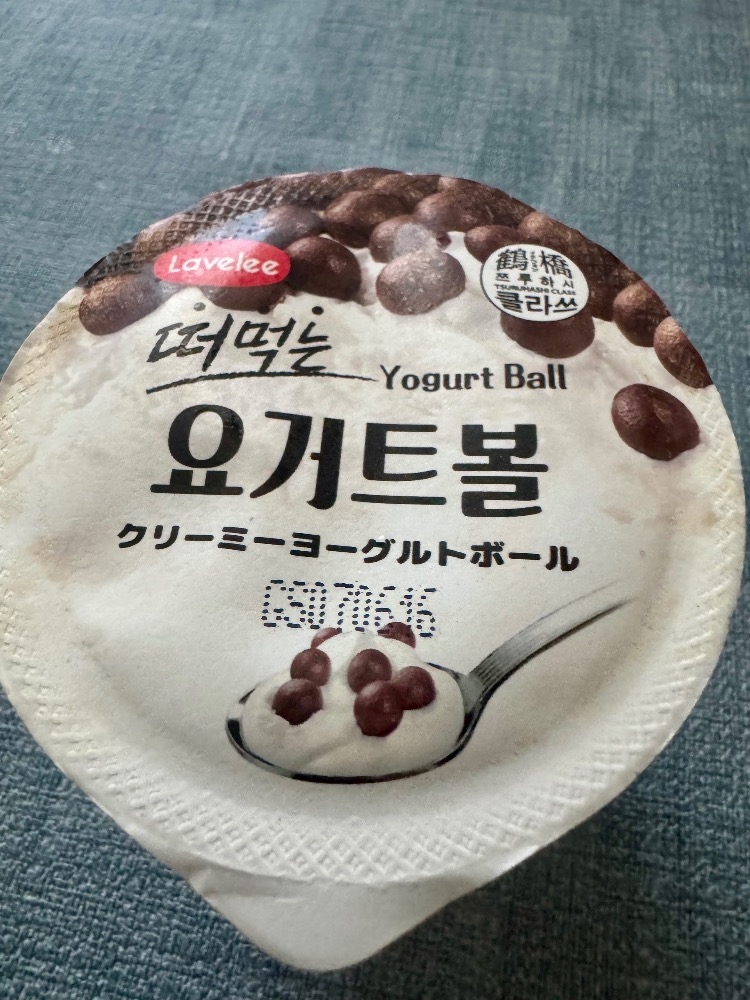 Lavelee
鶴橋
쯔루하시
TSURUHASHI CLASS
클라쓰
떠먹는
Yogurt Ball
요거트볼
クリーミーヨーグルトボール